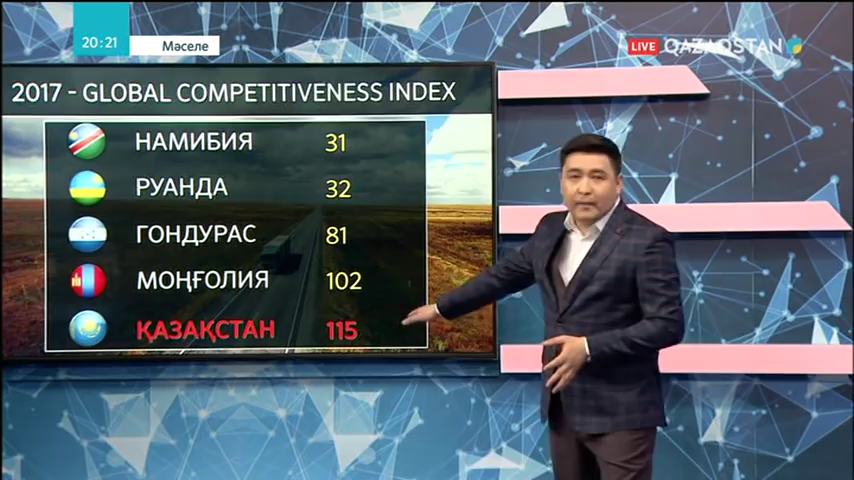 20:21
Мәселе
LIVE QAZAQSTAN
2017 - GLOBAL COMPETITIVENESS INDEX
НАМИБИЯ 31
РУАНДА 32
ГОНДУРАС 81
МОҢҒОЛИЯ 102
ҚАЗАҚСТАН 115